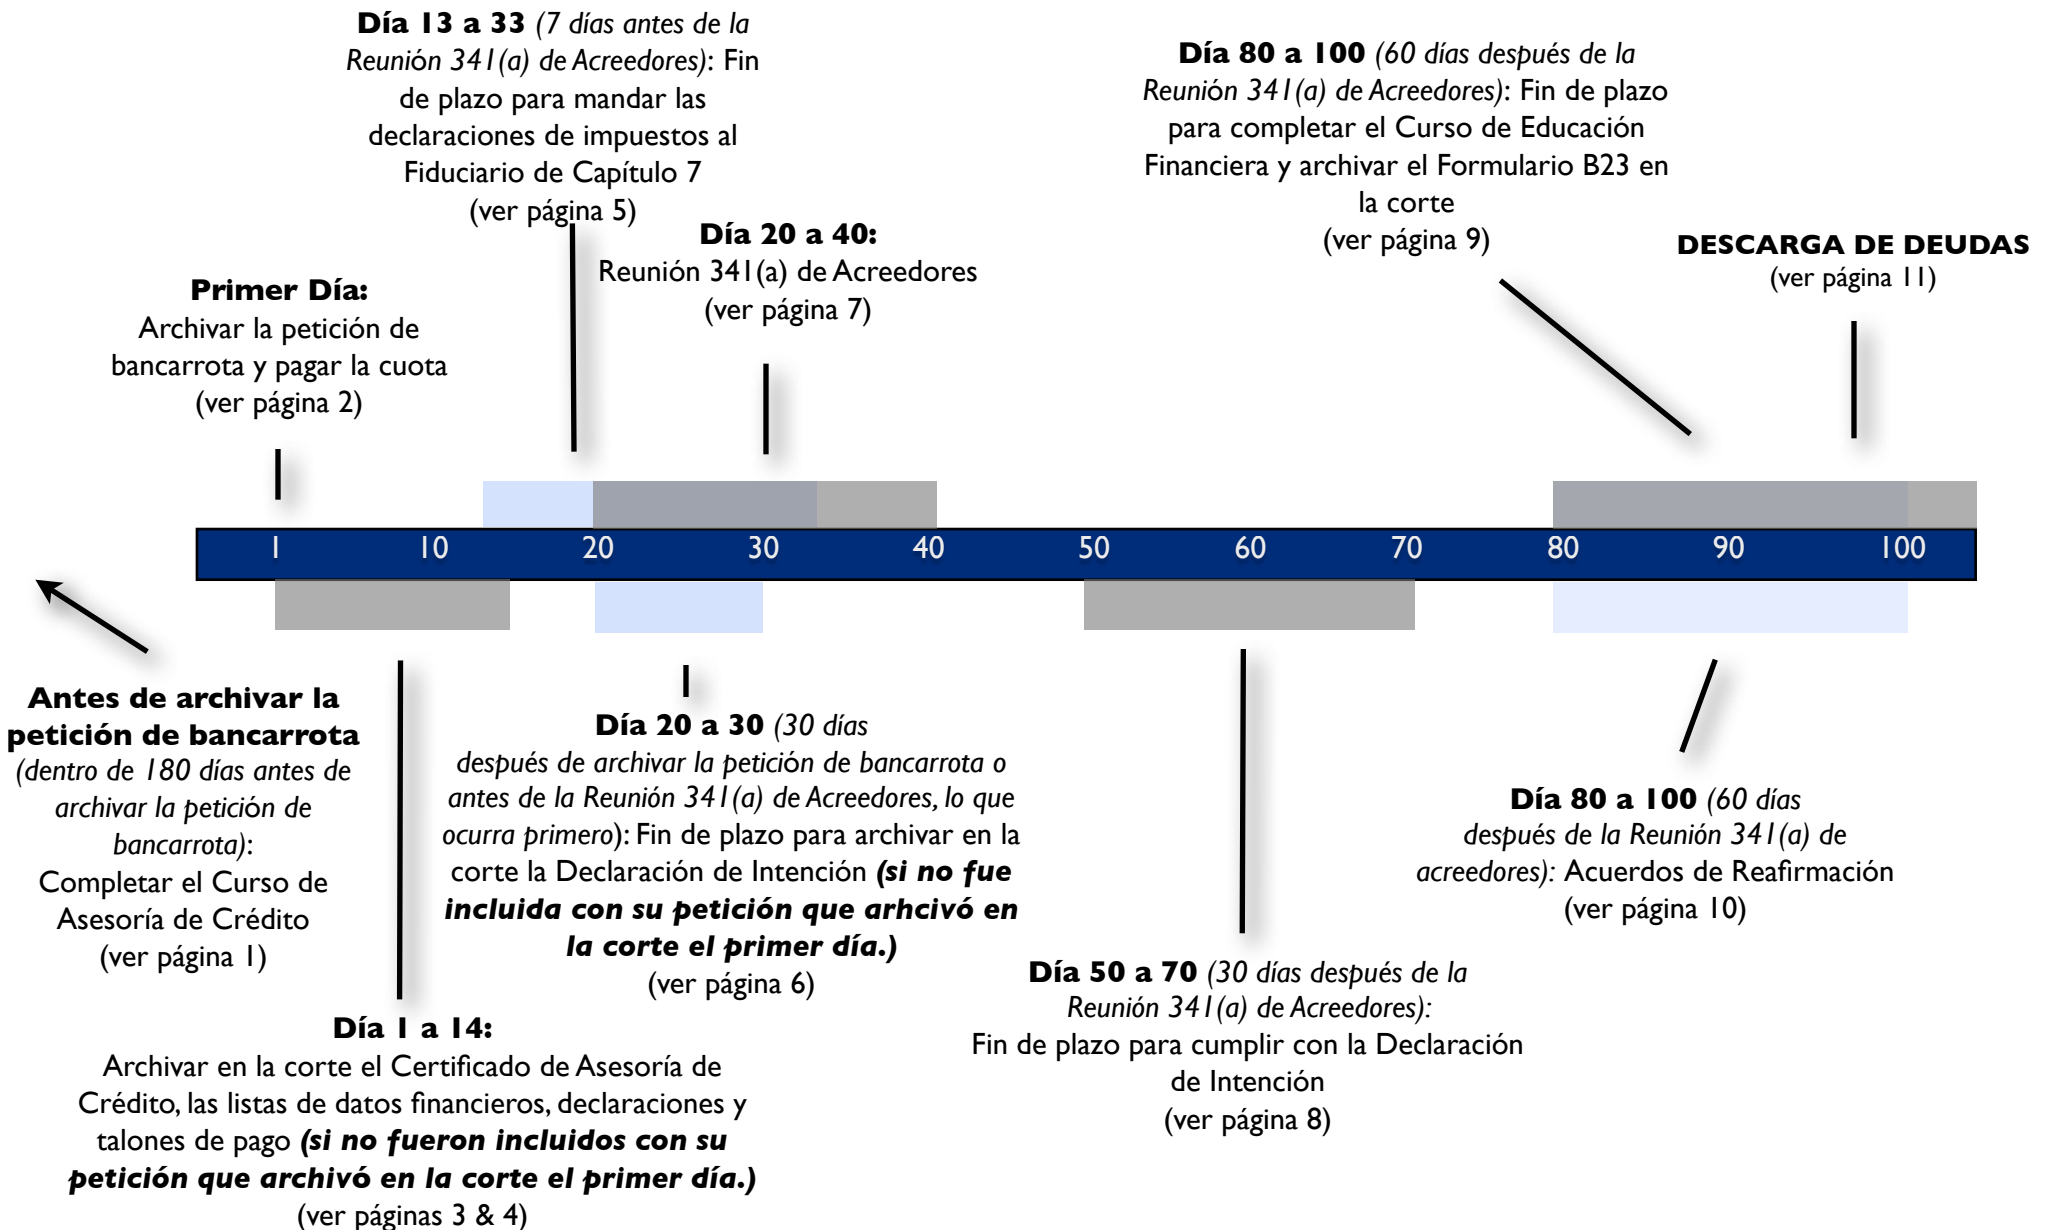 Día 13 a 33 (7 días antes de la
Reunión 341(a) de Acreedores): Fin
de plazo para mandar las
declaraciones de impuestos al
Fiduciario de Capítulo 7
(ver página 5)
Día 80 a 100 (60 días después de la
Reunión 341(a) de Acreedores): Fin de plazo
para completar el Curso de Educación
Financiera y archivar el Formulario B23 en
la corte
(ver página 9)
Día 20 a 40:
Reunión 341(a) de Acreedores
(ver página 7)
DESCARGA DE DEUDAS
(ver página 11)
Primer Día:
Archivar la petición de
bancarrota y pagar la cuota
(ver página 2)
1 10 20 30 40 50 60 70 80 90 100
Antes de archivar la
petición de bancarrota
(dentro de 180 días antes de
archivar la petición de
bancarrota):
Completar el Curso de
Asesoría de Crédito
(ver página 1)
Día 20 a 30 (30 días
después de archivar la petición de bancarrota o
antes de la Reunión 341(a) de Acreedores, lo que
ocurra primero): Fin de plazo para archivar en la
corte la Declaración de Intención (si no fue
incluida con su petición que arhcivó en
la corte el primer día.)
(ver página 6)
Día 80 a 100 (60 días
después de la Reunión 341(a) de
acreedores): Acuerdos de Reafirmación
(ver página 10)
Día 50 a 70 (30 días después de la
Reunión 341(a) de Acreedores):
Fin de plazo para cumplir con la Declaración
de Intención
(ver página 8)
Día 1 a 14:
Archivar en la corte el Certificado de Asesoría de
Crédito, las listas de datos financieros, declaraciones y
talones de pago (si no fueron incluidos con su
petición que archivó en la corte el primer día.)
(ver páginas 3 & 4)